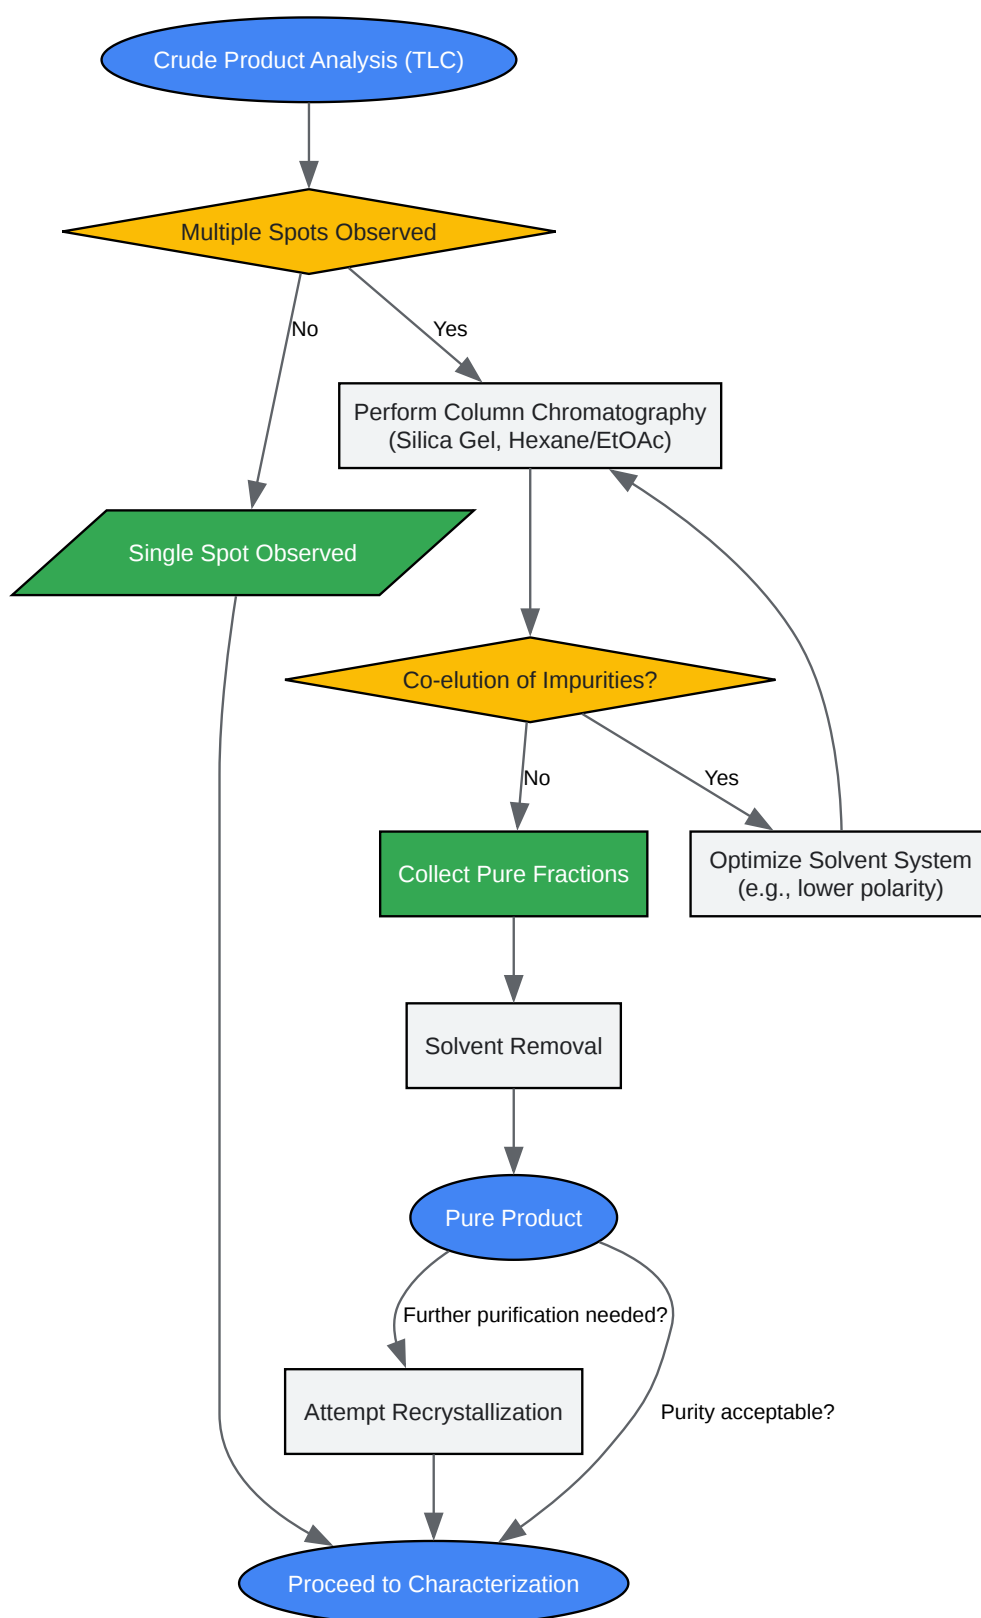 Crude Product Analysis (TLC)
Multiple Spots Observed
No
Yes
Perform Column Chromatography
(Silica Gel, Hexane/EtOAc)
Single Spot Observed
Co-elution of Impurities?
No
Yes
Collect Pure Fractions
Optimize Solvent System
(e.g., lower polarity)
Solvent Removal
Pure Product
Further purification needed?
Attempt Recrystallization
Purity acceptable?
Proceed to Characterization